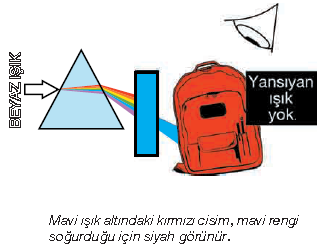 BEYAZ IŞIK
Yansıyan
ışık
yok.
Mavi ışık altındaki kırmızı cisim, mavi rengi
soğurduğu için siyah görünür.